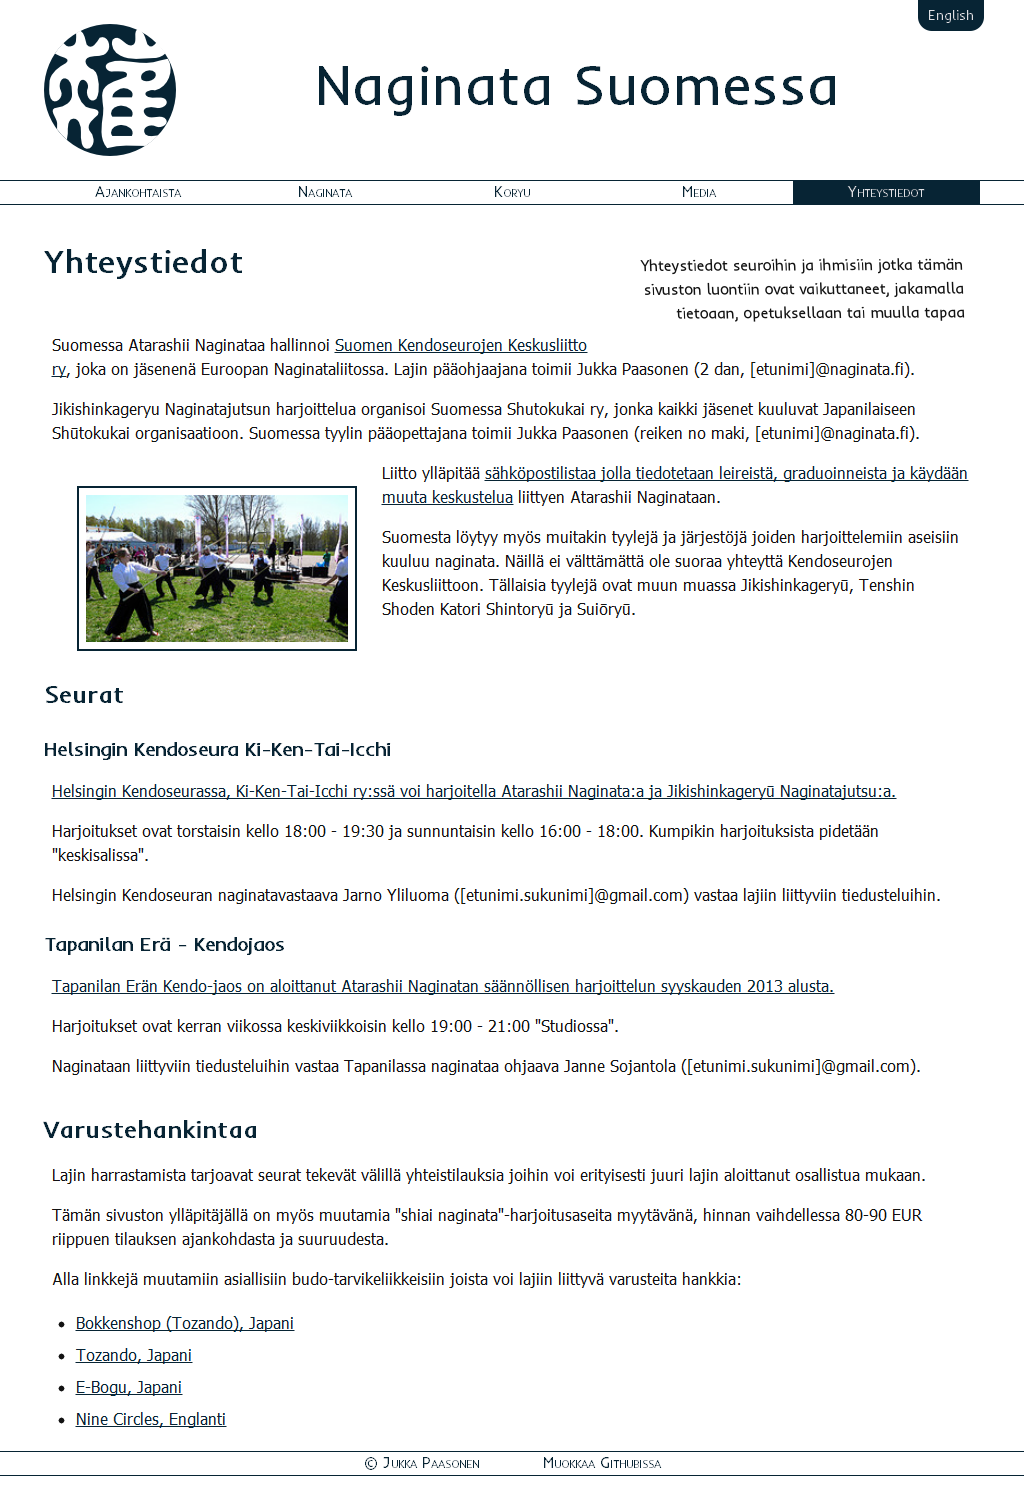 English
Naginata Suomessa
Ajankohtaista Naginata Koryu Media Yhteystiedot
Yhteystiedot
Yhteystiedot seuroihin ja ihmisiin jotka tämän
sivuston luontiin ovat vaikuttaneet, jakamalla
tietoaan, opetuksellaan tai muulla tapaa
Suomessa Atarashii Naginataa hallinnoi Suomen Kendoseurojen Keskusliitto
ry, joka on jäsenenä Euroopan Naginataliitossa. Lajin pääohjaajana toimii Jukka Paasonen (2 dan, [etunimi]@naginata.fi).
Jikishinkageryu Naginatajutsun harjoittelua organisoi Suomessa Shutokukai ry, jonka kaikki jäsenet kuuluvat Japanilaiseen
Shūtokukai organisaatioon. Suomessa tyylin pääopettajana toimii Jukka Paasonen (reiken no maki, [etunimi]@naginata.fi).
Liitto ylläpitää sähköpostilistaa jolla tiedotetaan leireistä, graduoinneista ja käydään
muuta keskustelua liittyen Atarashii Naginataan.
Suomesta löytyy myös muitakin tyylejä ja järjestöjä joiden harjoittelemiin aseisiin
kuuluu naginata. Näillä ei välttämättä ole suoraa yhteyttä Kendoseurojen
Keskusliittoon. Tällaisia tyylejä ovat muun muassa Jikishinkageryū, Tenshin
Shoden Katori Shintoryū ja Suiōryū.
Seurat
Helsingin Kendoseura Ki-Ken-Tai-Icchi
Helsingin Kendoseurassa, Ki-Ken-Tai-Icchi ry:ssä voi harjoitella Atarashii Naginata:a ja Jikishinkageryū Naginatajutsu:a.
Harjoitukset ovat torstaisin kello 18:00 - 19:30 ja sunnuntaisin kello 16:00 - 18:00. Kumpikin harjoituksista pidetään
"keskisalissa".
Helsingin Kendoseuran naginatavastaava Jarno Yliluoma ([etunimi.sukunimi]@gmail.com) vastaa lajiin liittyviin tiedusteluihin.
Tapanilan Erä - Kendojaos
Tapanilan Erän Kendo-jaos on aloittanut Atarashii Naginatan säännöllisen harjoittelun syyskauden 2013 alusta.
Harjoitukset ovat kerran viikossa keskiviikkoisin kello 19:00 - 21:00 "Studiossa".
Naginataan liittyviin tiedusteluihin vastaa Tapanilassa naginataa ohjaava Janne Sojantola ([etunimi.sukunimi]@gmail.com).
Varustehankintaa
Lajin harrastamista tarjoavat seurat tekevät välillä yhteistilauksia joihin voi erityisesti juuri lajin aloittanut osallistua mukaan.
Tämän sivuston ylläpitäjällä on myös muutamia "shiai naginata"-harjoitusaseita myytävänä, hinnan vaihdellessa 80-90 EUR
riippuen tilauksen ajankohdasta ja suuruudesta.
Alla linkkejä muutamiin asiallisiin budo-tarvikeliikkeisiin joista voi lajiin liittyvä varusteita hankkia:
Bokkenshop (Tozando), Japani
Tozando, Japani
E-Bogu, Japani
Nine Circles, Englanti
© Jukka Paasonen Muokkaa Githubissa